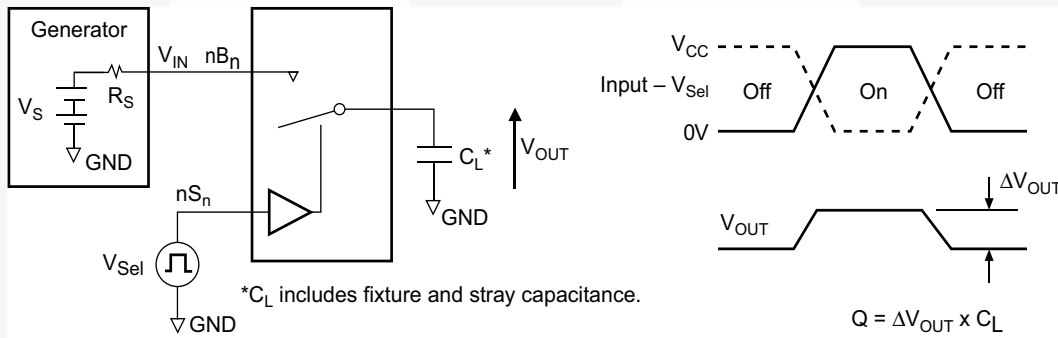 Generator
V_IN
nB_n
R_S
V_S
GND
C_L*
V_OUT
GND
nS_n
V_Sel
GND
*C_L includes fixture and stray capacitance.
V_CC
Input – V_Sel
Off
On
Off
0V
ΔV_OUT
V_OUT
Q = ΔV_OUT x C_L